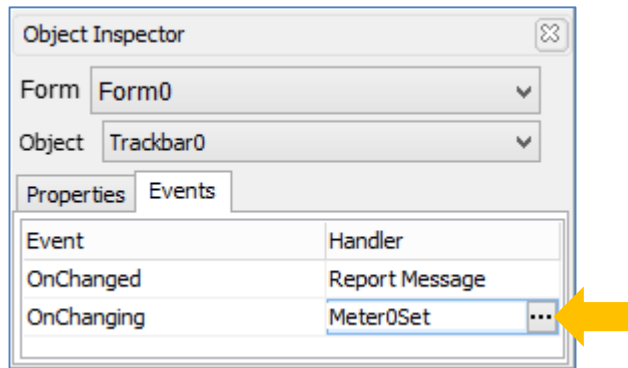 Object Inspector
Form Form0
Object Trackbar0
Properties Events
Event Handler
OnChanged Report Message
OnChanging Meter0Set ...